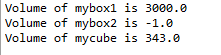 Volume of mybox1 is 3000.0
Volume of mybox2 is -1.0
Volume of mycube is 343.0